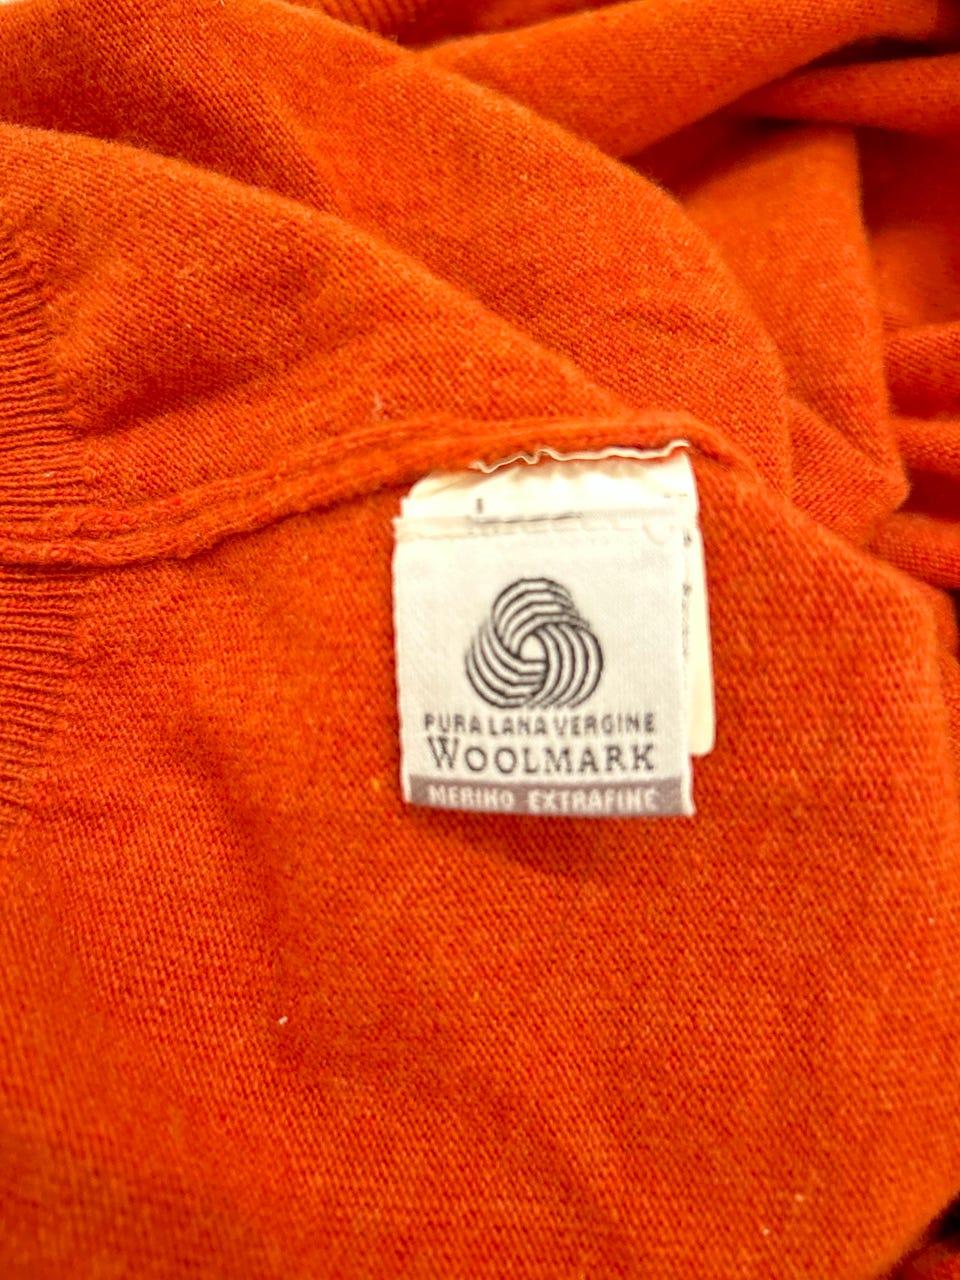 PURA LANA VERGINE
WOOLMARK
MERINO EXTRAFINE